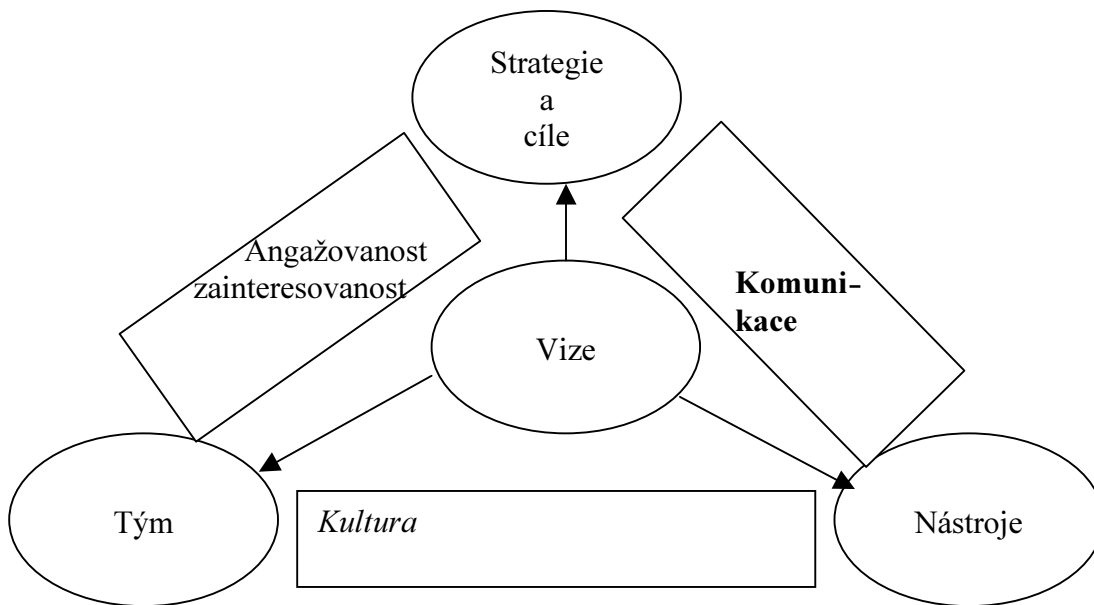 Strategie
a
cíle
Angažovanost
zainteresovanost
Komuni-
kace
Vize
Tým
Kultura
Nástroje